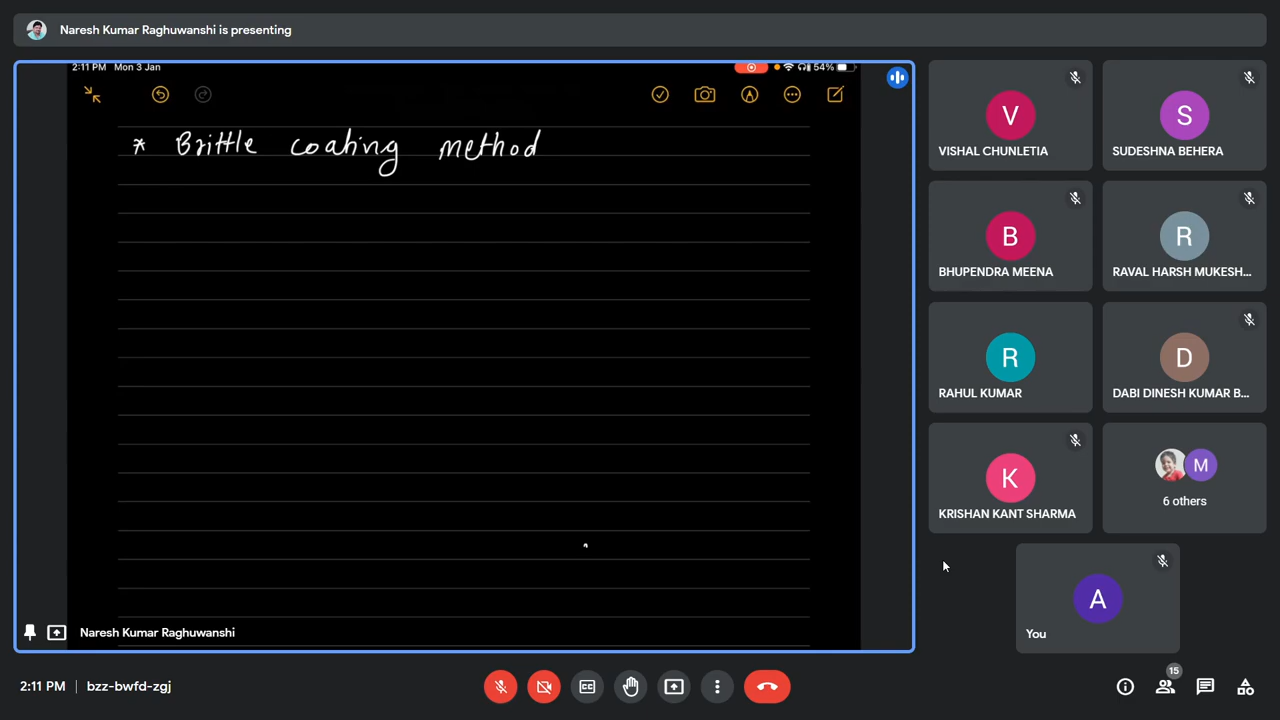 Naresh Kumar Raghuwanshi is presenting
2:11 PM Mon 3 Jan
54%
* Brittle coating method
Naresh Kumar Raghuwanshi
V
VISHAL CHUNLETIA
S
SUDESHNA BEHERA
B
BHUPENDRA MEENA
R
RAVAL HARSH MUKESH...
R
RAHUL KUMAR
D
DABI DINESH KUMAR B...
K
KRISHAN KANT SHARMA
M
6 others
A
You
2:11 PM | bzz-bwfd-zgj
CC
15